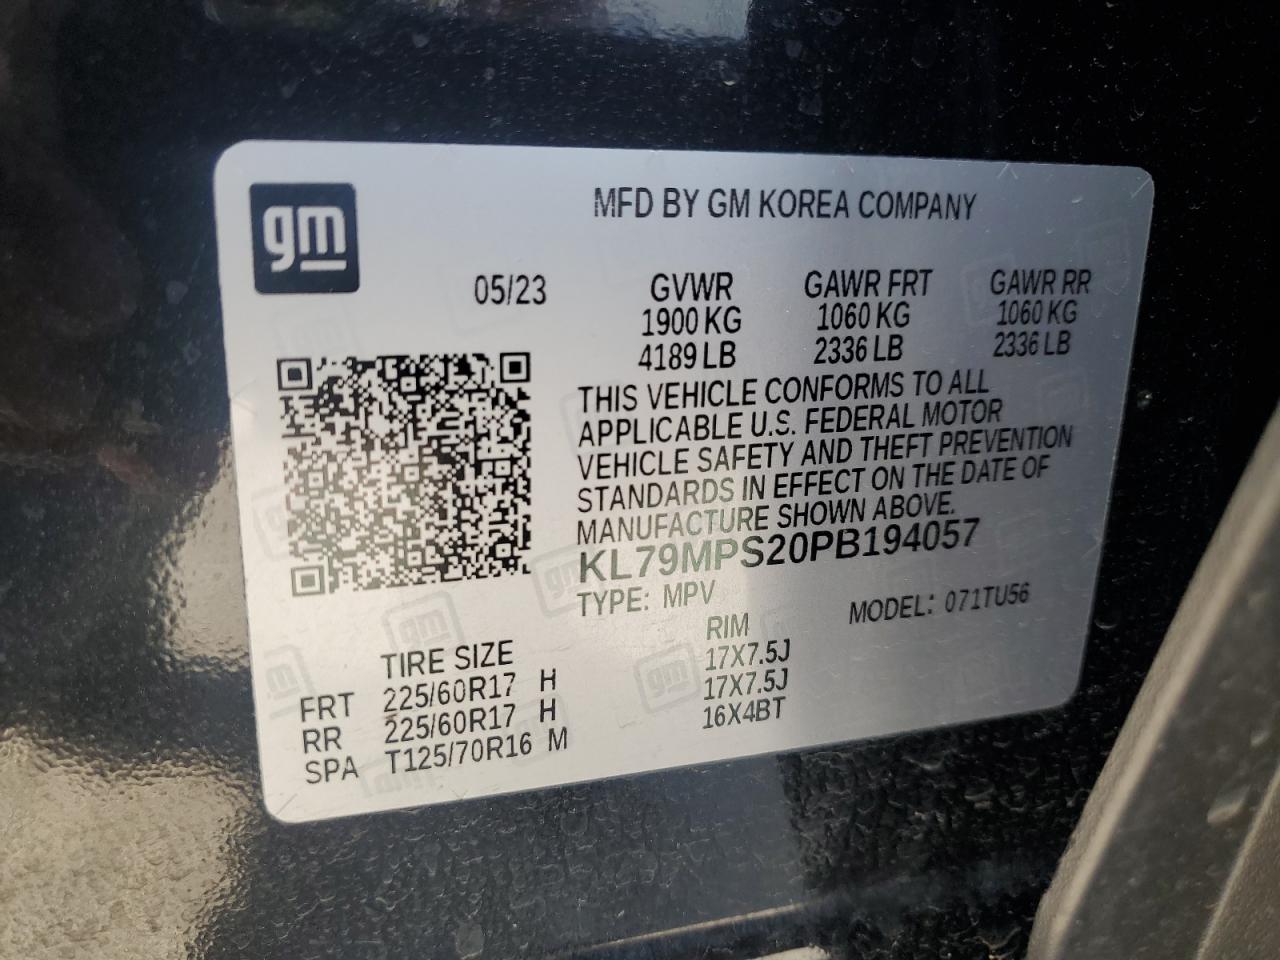 gm
MFD BY GM KOREA COMPANY
05/23 GVWR GAWR FRT GAWR RR
1900 KG 1060 KG 1060 KG
4189 LB 2336 LB 2336 LB
THIS VEHICLE CONFORMS TO ALL
APPLICABLE U.S. FEDERAL MOTOR
VEHICLE SAFETY AND THEFT PREVENTION
STANDARDS IN EFFECT ON THE DATE OF
MANUFACTURE SHOWN ABOVE.
KL79MPS20PB194057
TYPE: MPV MODEL: 071TU56
TIRE SIZE RIM
FRT 225/60R17 H 17X7.5J
RR 225/60R17 H 17X7.5J
SPA T125/70R16 M 16X4BT